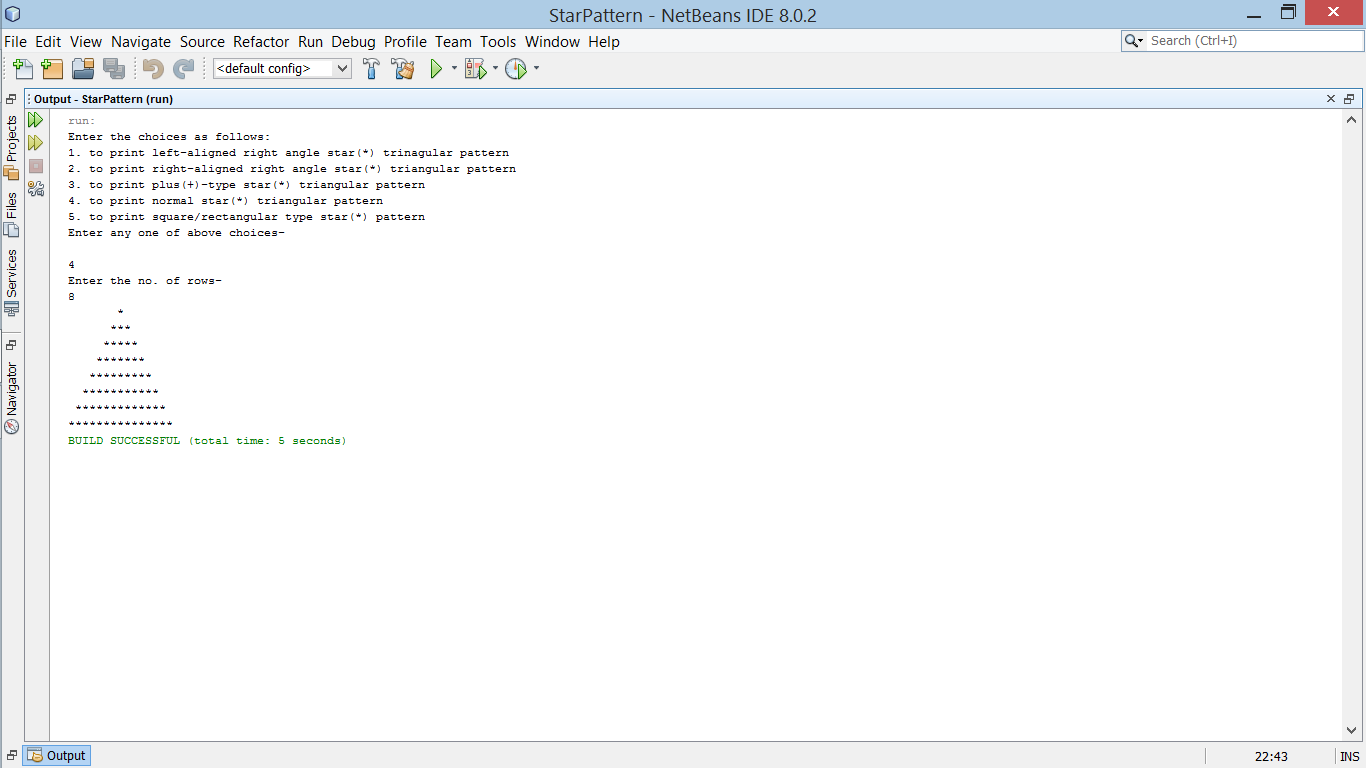 StarPattern - NetBeans IDE 8.0.2
File Edit View Navigate Source Refactor Run Debug Profile Team Tools Window Help
Search (Ctrl+I)
<default config>
Output - StarPattern (run)
Projects
Files
Services
Navigator
run:
Enter the choices as follows:
1. to print left-aligned right angle star(*) trinagular pattern
2. to print right-aligned right angle star(*) triangular pattern
3. to print plus(+)-type star(*) triangular pattern
4. to print normal star(*) triangular pattern
5. to print square/rectangular type star(*) pattern
Enter any one of above choices-
4
Enter the no. of rows-
8
       *
      ***
     *****
    *******
   *********
  ***********
 *************
***************
BUILD SUCCESSFUL (total time: 5 seconds)
Output
22:43
INS